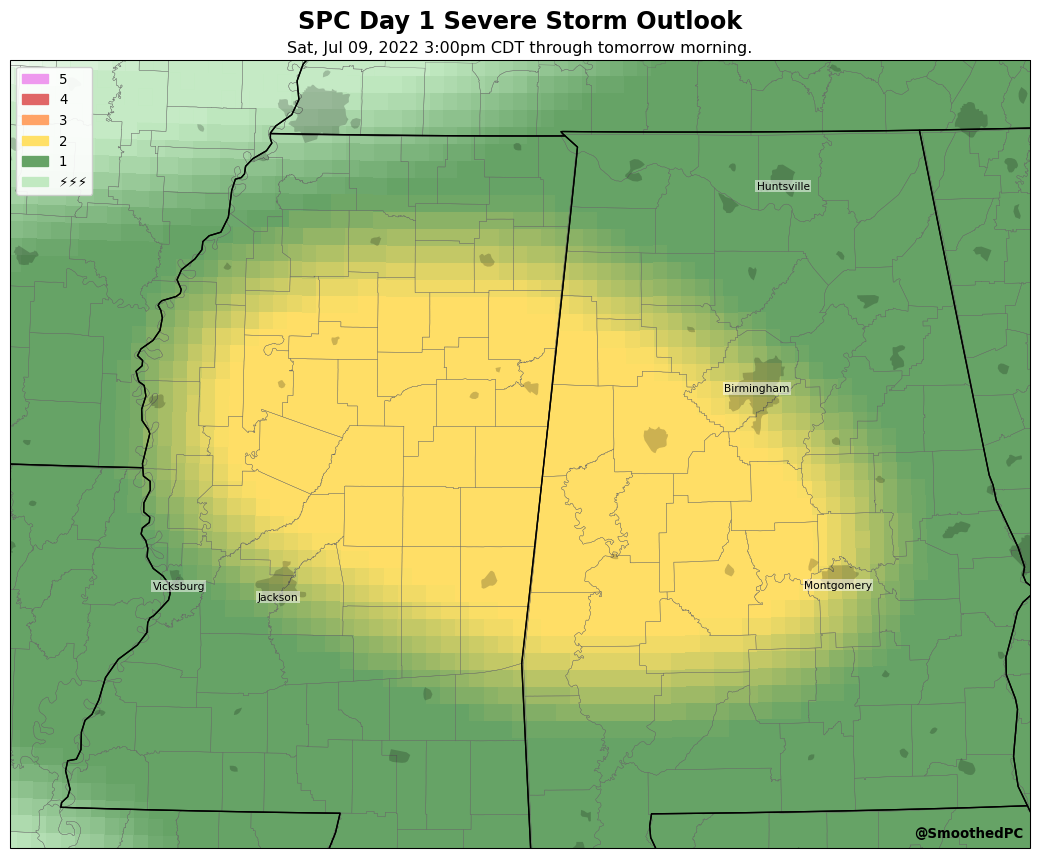 SPC Day 1 Severe Storm Outlook
Sat, Jul 09, 2022 3:00pm CDT through tomorrow morning.
5
4
3
2
1
⚡⚡⚡
Huntsville
Birmingham
Vicksburg
Jackson
Montgomery
@SmoothedPC